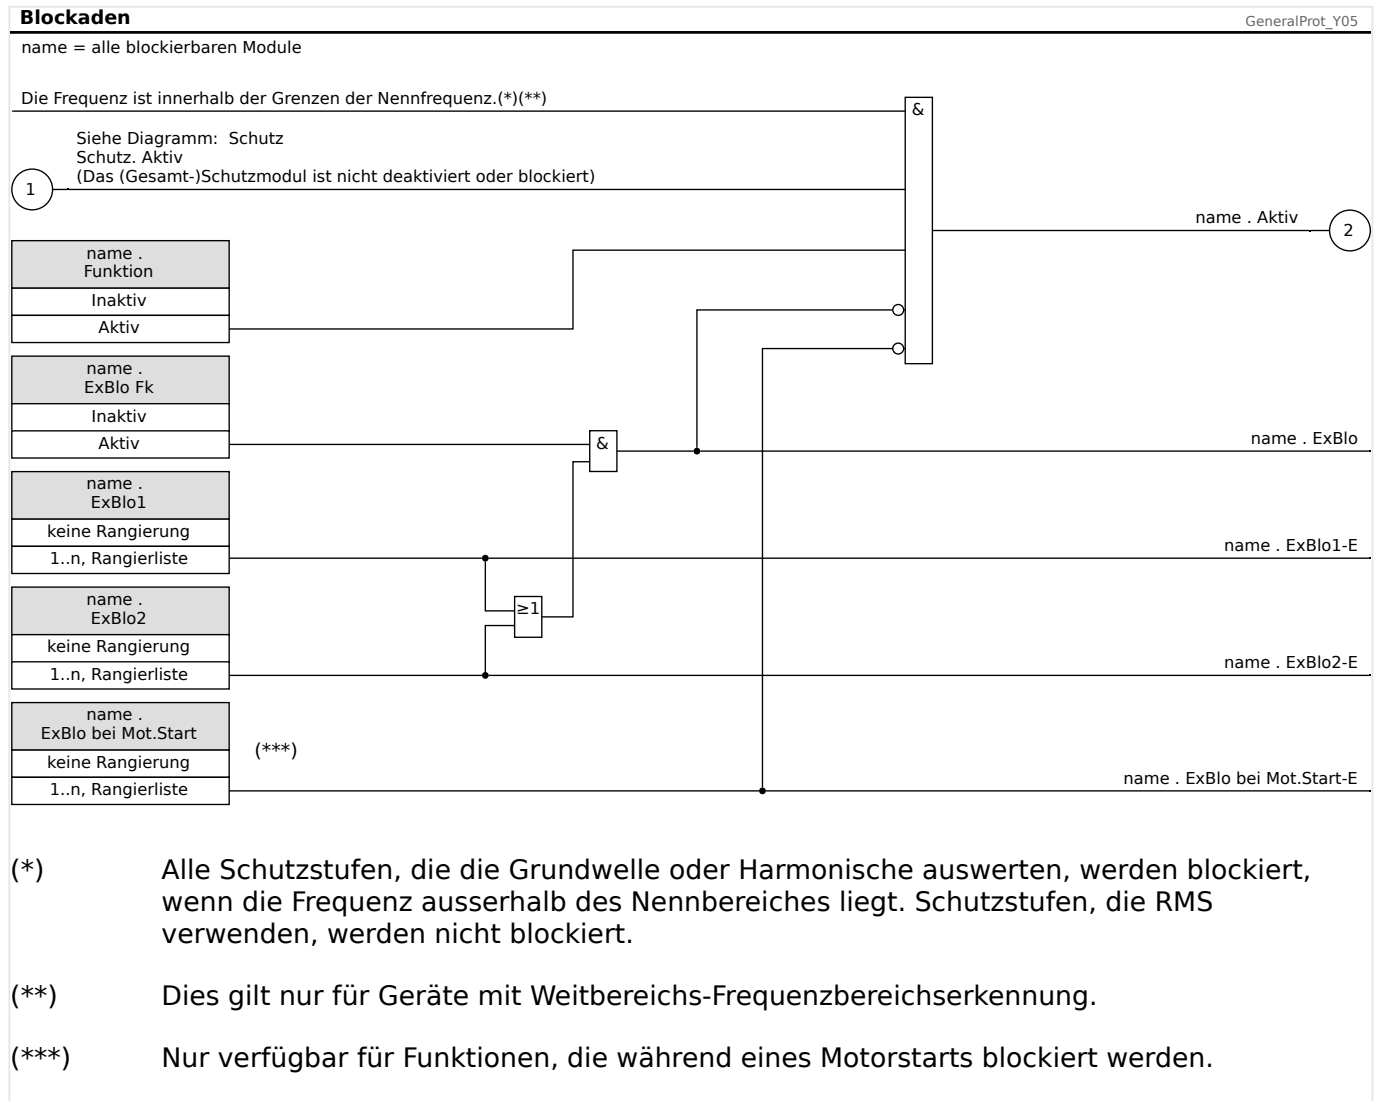 Blockaden
GeneralProt_Y05
name = alle blockierbaren Module
Die Frequenz ist innerhalb der Grenzen der Nennfrequenz.(*)(**)
&
Siehe Diagramm:  Schutz
Schutz. Aktiv
(Das (Gesamt-)Schutzmodul ist nicht deaktiviert oder blockiert)
1
name . Aktiv
2
name .
Funktion
Inaktiv
Aktiv
name .
ExBlo Fk
Inaktiv
Aktiv
&
name . ExBlo
name .
ExBlo1
keine Rangierung
1..n, Rangierliste
name . ExBlo1-E
name .
ExBlo2
≥1
keine Rangierung
1..n, Rangierliste
name . ExBlo2-E
name .
ExBlo bei Mot.Start
(***)
keine Rangierung
1..n, Rangierliste
name . ExBlo bei Mot.Start-E
(*) Alle Schutzstufen, die die Grundwelle oder Harmonische auswerten, werden blockiert,
wenn die Frequenz ausserhalb des Nennbereiches liegt. Schutzstufen, die RMS
verwenden, werden nicht blockiert.
(**) Dies gilt nur für Geräte mit Weitbereichs-Frequenzbereichserkennung.
(***) Nur verfügbar für Funktionen, die während eines Motorstarts blockiert werden.